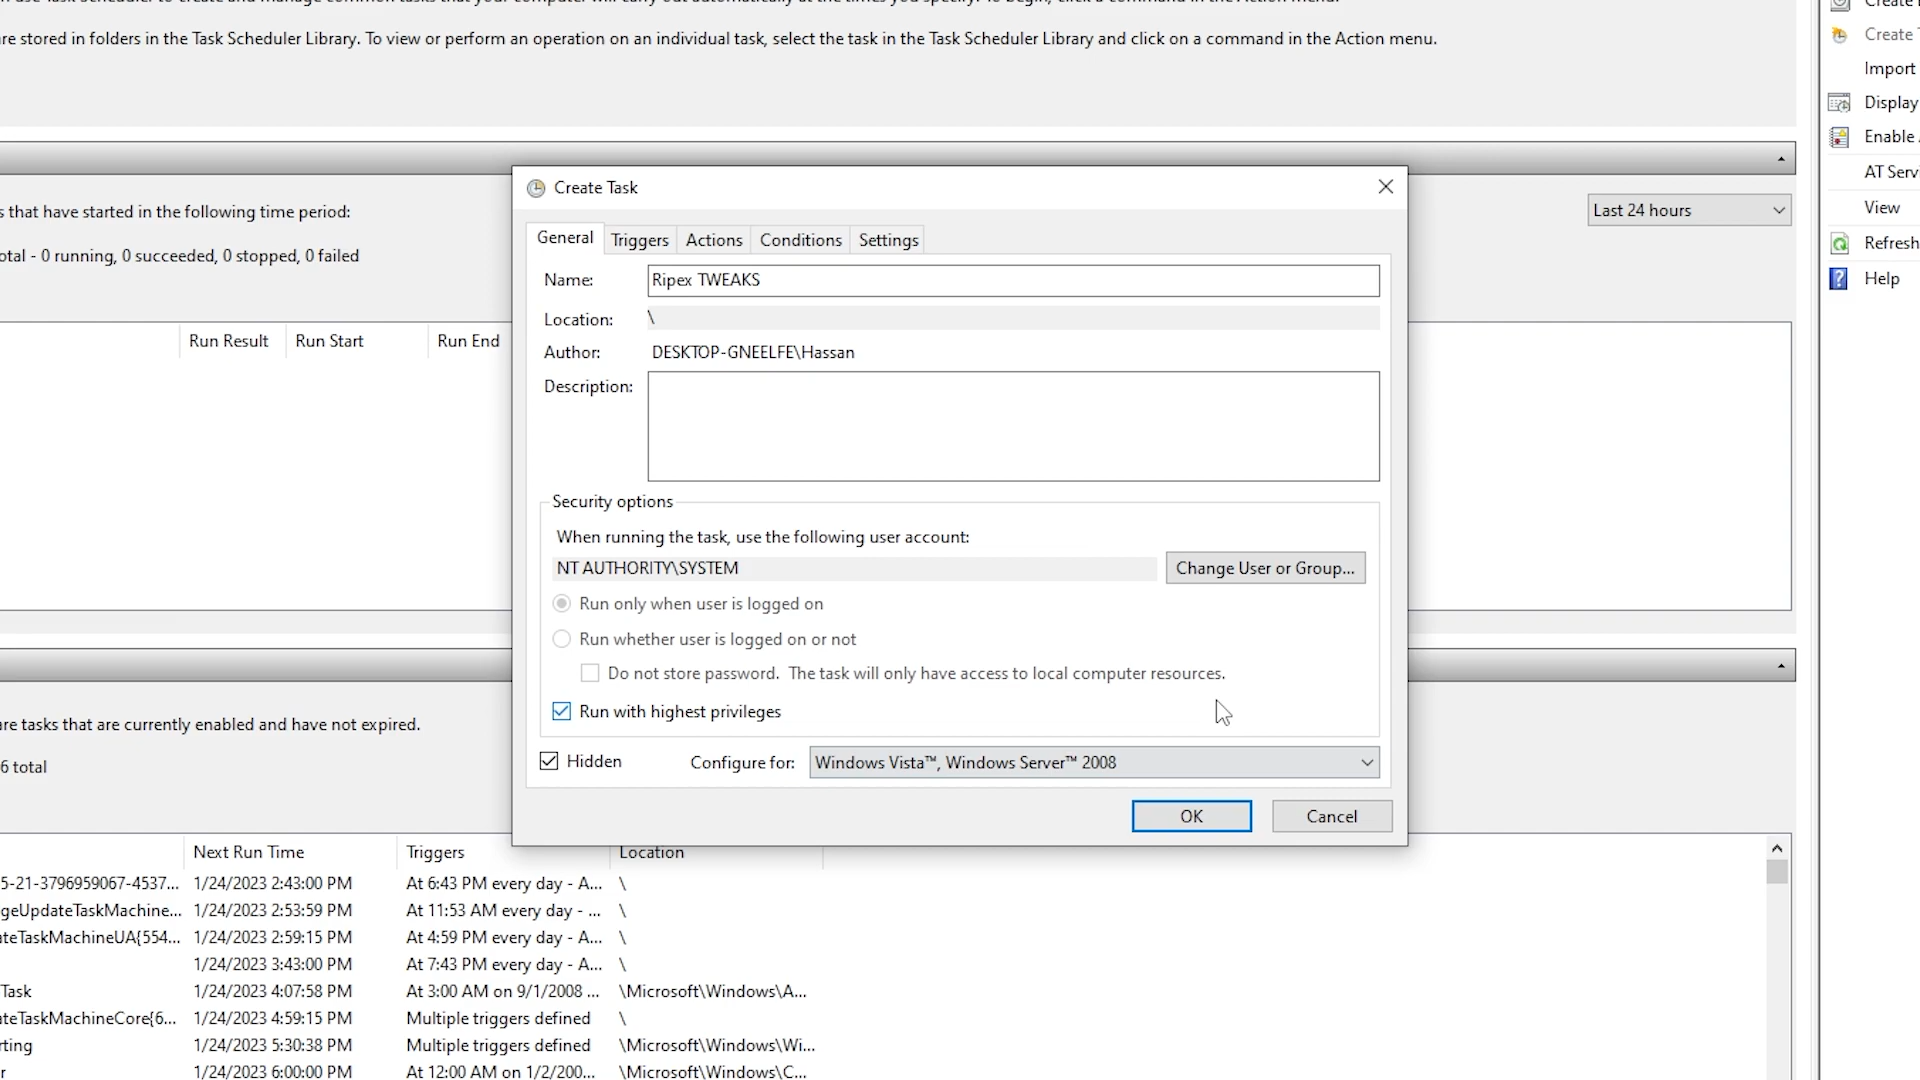 re stored in folders in the Task Scheduler Library. To view or perform an operation on an individual task, select the task in the Task Scheduler Library and click on a command in the Action menu.
Create
Import
Display
Enable
AT Servi
View
Refresh
Help
s that have started in the following time period:
Last 24 hours
otal - 0 running, 0 succeeded, 0 stopped, 0 failed
Run Result Run Start Run End
Create Task
General Triggers Actions Conditions Settings
Name: Ripex TWEAKS
Location: \
Author: DESKTOP-GNEELFE\Hassan
Description:
Security options
When running the task, use the following user account:
NT AUTHORITY\SYSTEM Change User or Group...
Run only when user is logged on
Run whether user is logged on or not
Do not store password. The task will only have access to local computer resources.
Run with highest privileges
Hidden Configure for: Windows Vista™, Windows Server™ 2008
OK Cancel
re tasks that are currently enabled and have not expired.
6 total
Next Run Time Triggers Location
5-21-3796959067-4537... 1/24/2023 2:43:00 PM At 6:43 PM every day - A... \
geUpdateTaskMachine... 1/24/2023 2:53:59 PM At 11:53 AM every day - ... \
ateTaskMachineUA{554... 1/24/2023 2:59:15 PM At 4:59 PM every day - A... \
1/24/2023 3:43:00 PM At 7:43 PM every day - A... \
Task 1/24/2023 4:07:58 PM At 3:00 AM on 9/1/2008 ... \Microsoft\Windows\A...
ateTaskMachineCore{6... 1/24/2023 4:59:15 PM Multiple triggers defined \
rting 1/24/2023 5:30:38 PM Multiple triggers defined \Microsoft\Windows\Wi...
r 1/24/2023 6:00:00 PM At 12:00 AM on 1/2/200... \Microsoft\Windows\C...